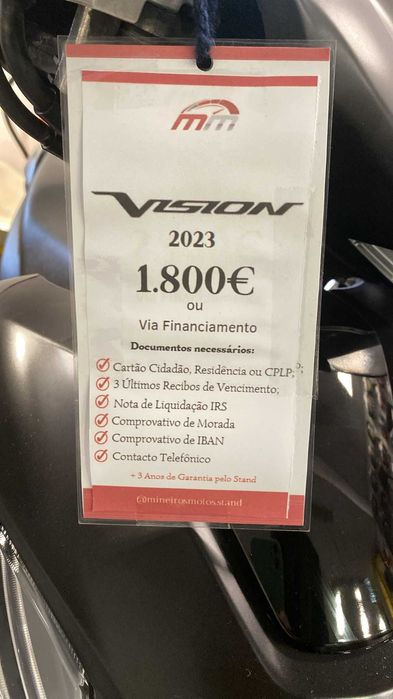 mm
VISION
2023
1.800€
ou
Via Financiamento
Documentos necessários:
Cartão Cidadão, Residência ou CPLP;
3 Últimos Recibos de Vencimento;
Nota de Liquidação IRS
Comprovativo de Morada
Comprovativo de IBAN
Contacto Telefônico
+ 3 Anos de Garantia pelo Stand
@mineirosmotos.stand